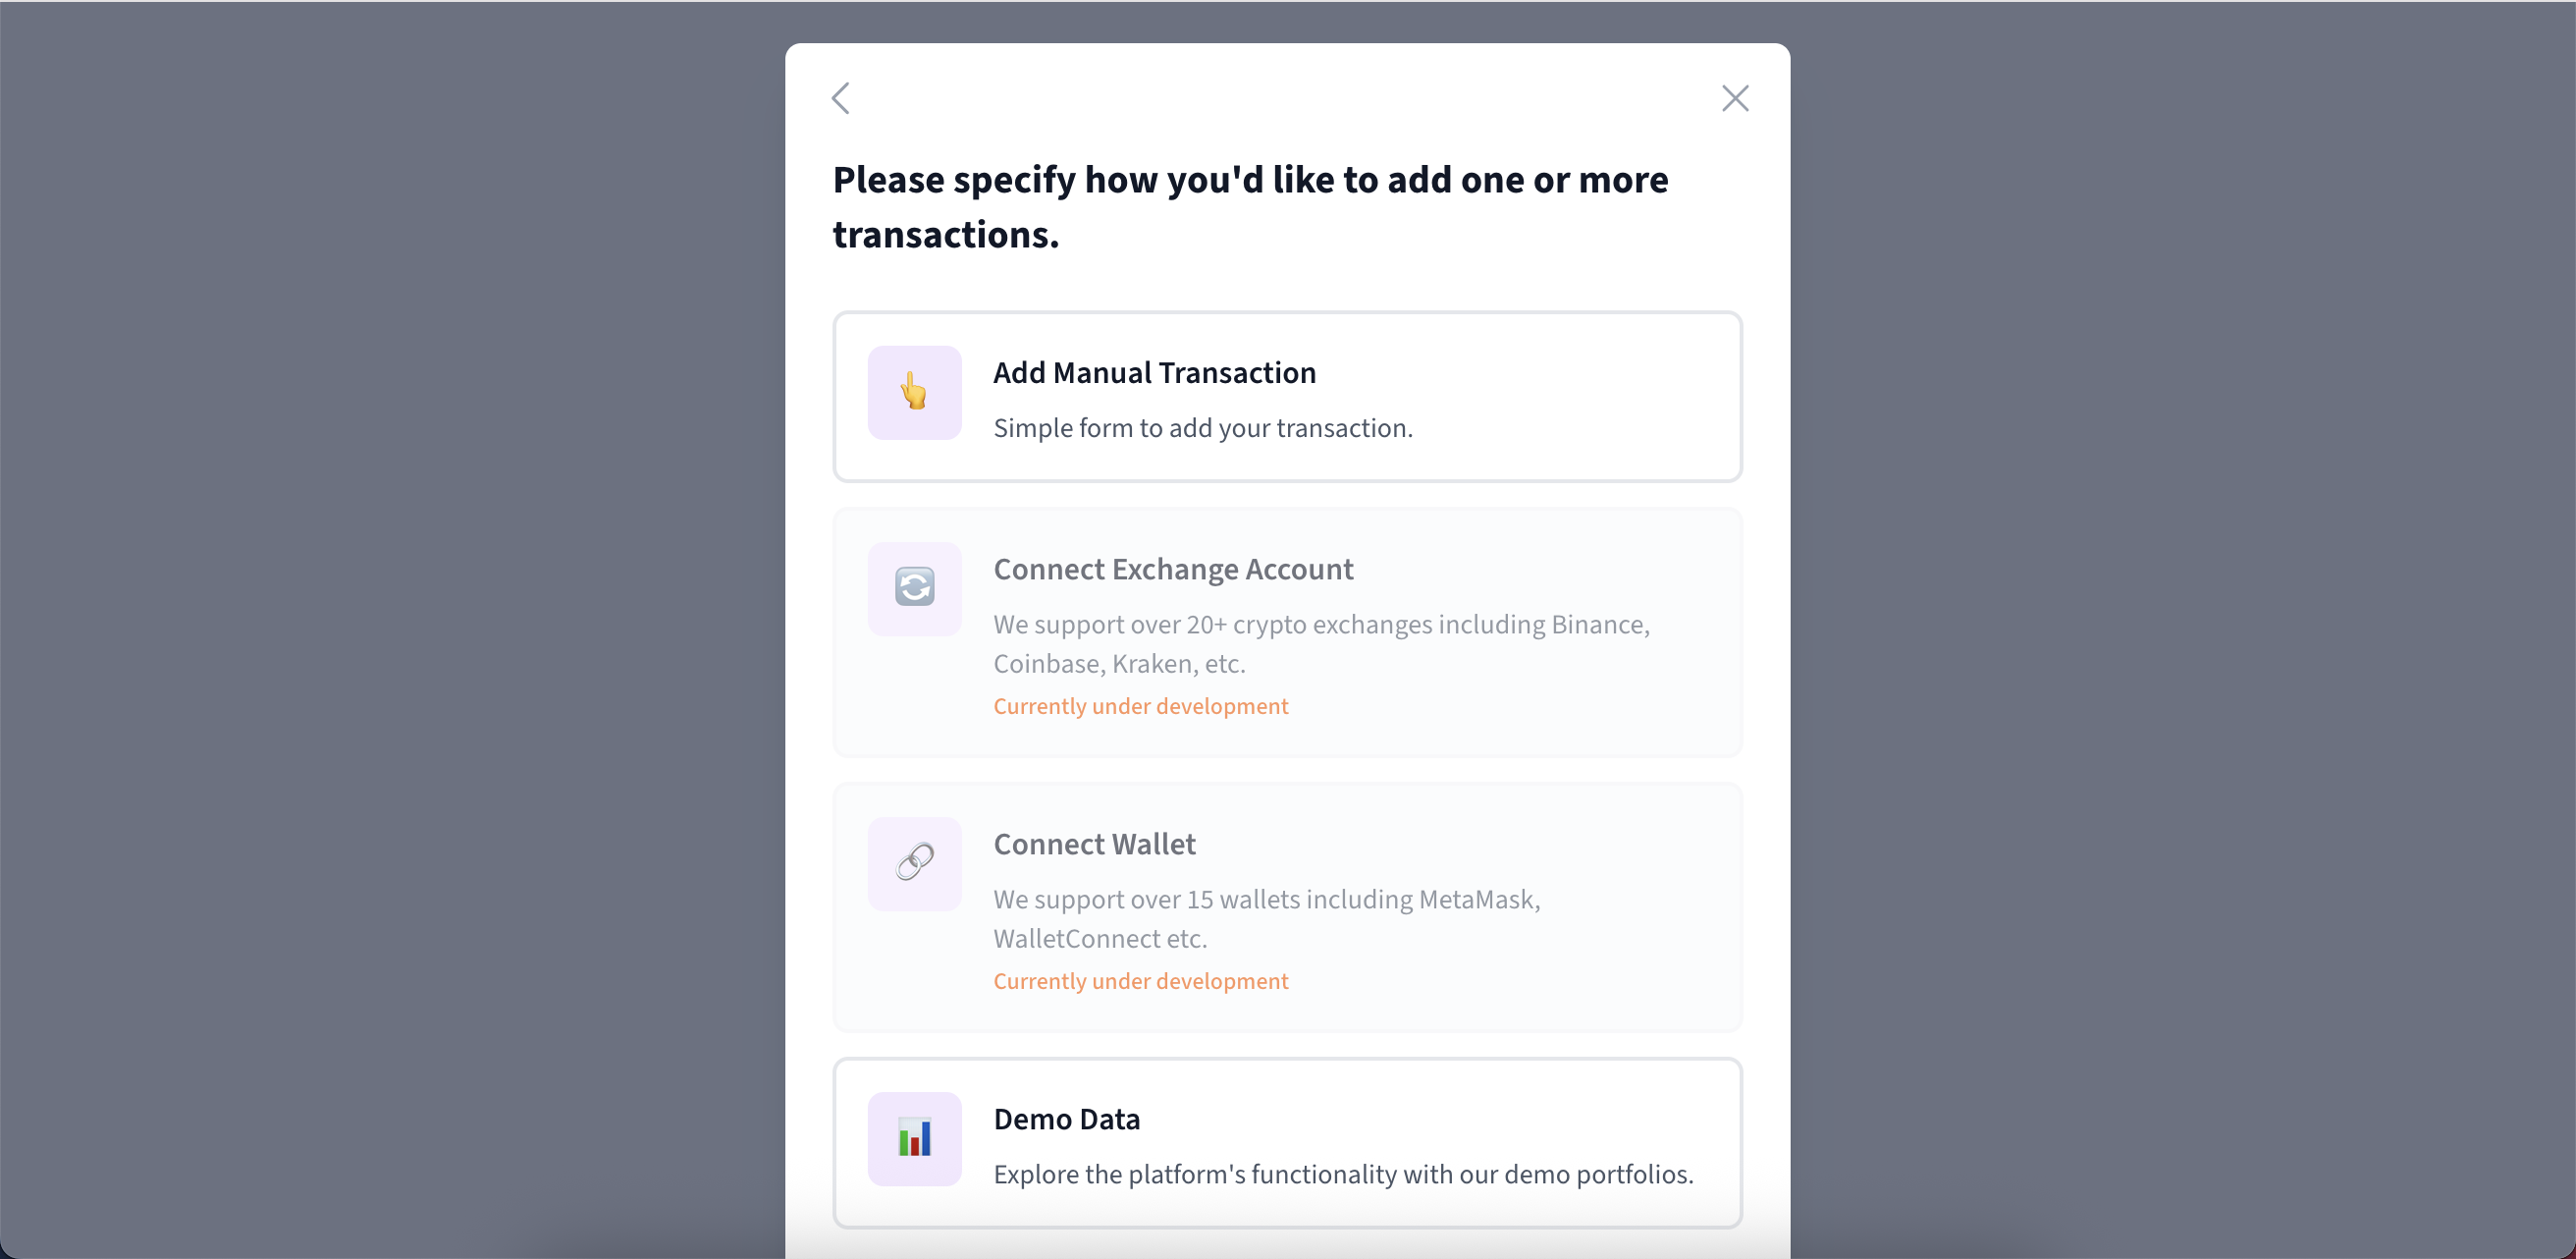 Please specify how you'd like to add one or more
transactions.
Add Manual Transaction
Simple form to add your transaction.
Connect Exchange Account
We support over 20+ crypto exchanges including Binance,
Coinbase, Kraken, etc.
Currently under development
Connect Wallet
We support over 15 wallets including MetaMask,
WalletConnect etc.
Currently under development
Demo Data
Explore the platform's functionality with our demo portfolios.